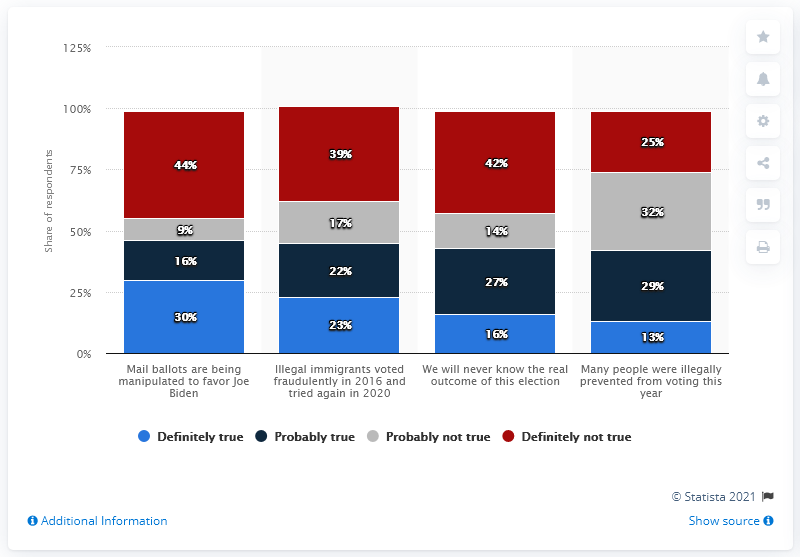 125%
100%
75%
50%
25%
0%
Share of respondents
44%
9%
16%
30%
39%
17%
22%
23%
42%
14%
27%
16%
25%
32%
29%
13%
Mail ballots are being
manipulated to favor Joe
Biden
Illegal immigrants voted
fraudulently in 2016 and
tried again in 2020
We will never know the real
outcome of this election
Many people were illegally
prevented from voting this
year
Definitely true
Probably true
Probably not true
Definitely not true
© Statista 2021
Additional Information
Show source